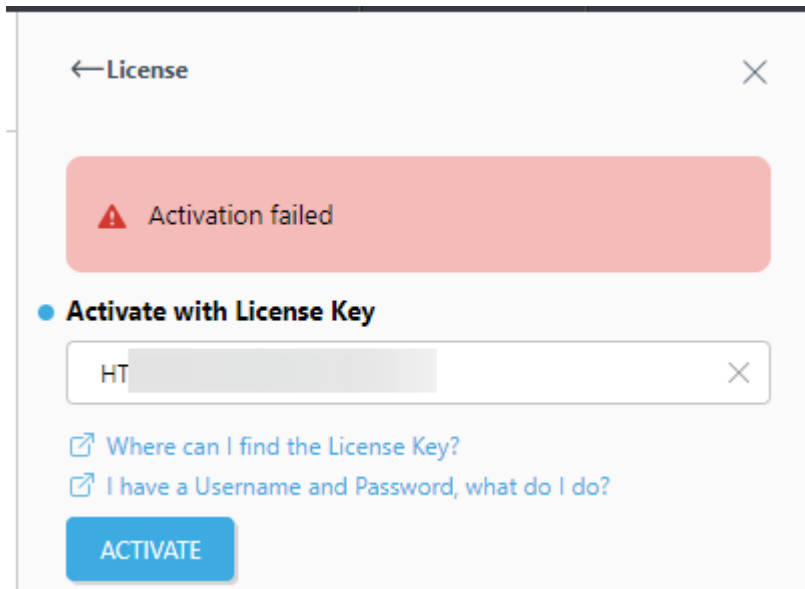 License
Activation failed
Activate with License Key
HT
Where can I find the License Key?
I have a Username and Password, what do I do?
ACTIVATE